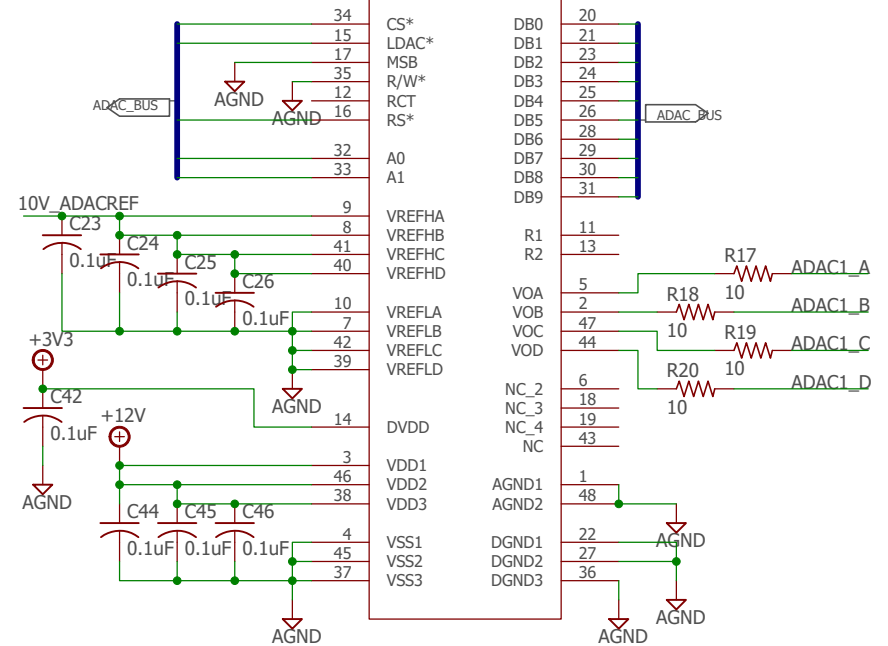 34 CS* DB0 20
15 LDAC* DB1 21
17 MSB DB2 23
35 R/W* DB3 24
AGND
12 RCT DB4 25
ADAC_BUS
AGND
16 RS* DB5 26
ADAC_BUS
DB6 28
32 A0 DB7 29
33 A1 DB8 30
DB9 31
10V_ADACREF
9 VREFHA
C23
8 VREFHB R1 11
C24
41 VREFHC R2 13
0.1uF
C25
40 VREFHD
0.1uF
C26
0.1uF
0.1uF
R17
10
ADAC1_A
VOA 5
R18
10
ADAC1_B
10 VREFLA VOB 2
7 VREFLB VOC 47
R19
10
ADAC1_C
42 VREFLC VOD 44
39 VREFLD
R20
10
ADAC1_D
+3V3
AGND
C42
0.1uF
NC_2 6
NC_3 18
14 DVDD NC_4 19
NC 43
+12V
3 VDD1
46 VDD2 AGND1 1
38 VDD3 AGND2 48
AGND
C44 C45 C46
0.1uF 0.1uF 0.1uF
AGND
4 VSS1 DGND1 22
45 VSS2 DGND2 27
37 VSS3 DGND3 36
AGND
AGND
AGND